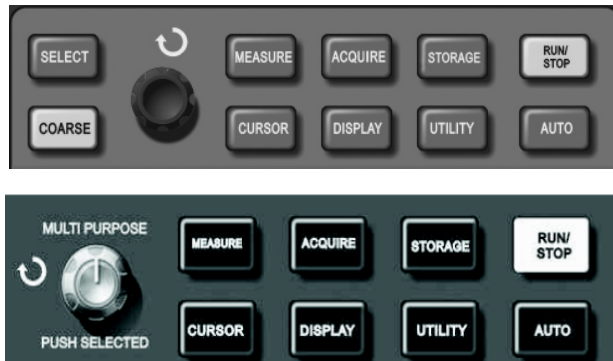 SELECT
MEASURE
ACQUIRE
STORAGE
RUN/
STOP
COARSE
CURSOR
DISPLAY
UTILITY
AUTO
MULTI PURPOSE
MEASURE
ACQUIRE
STORAGE
RUN/
STOP
PUSH SELECTED
CURSOR
DISPLAY
UTILITY
AUTO